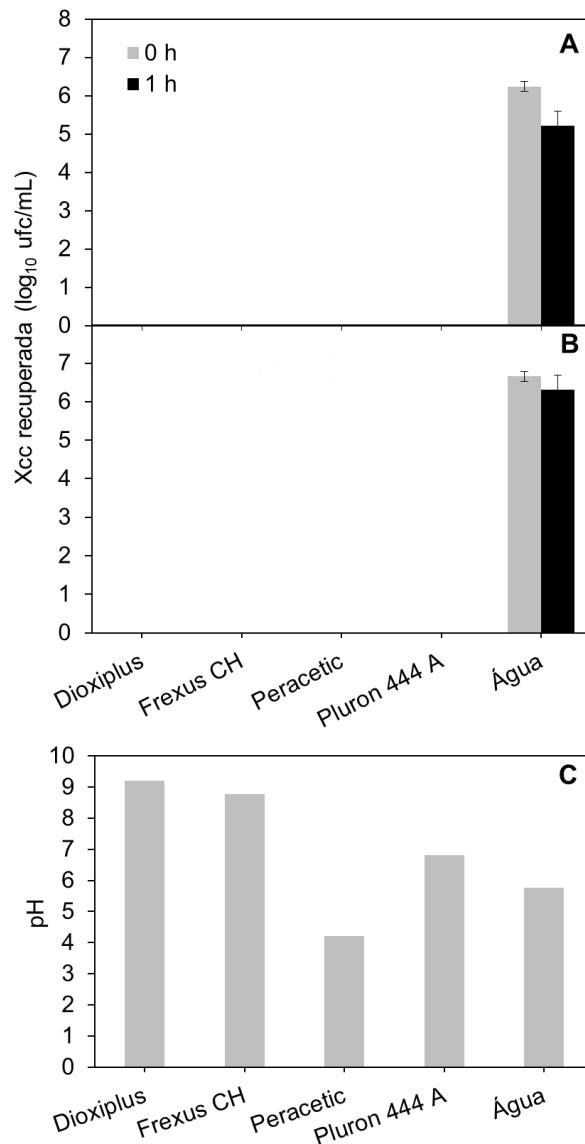 8
A
0 h
1 h
7
6
5
4
3
2
1
0
Xcc recuperada (log₁₀ ufc/mL)
B
7
6
5
4
3
2
1
0
Dioxiplus
Frexus CH
Peracetic
Pluron 444 A
Água
10
C
9
8
7
6
5
4
3
2
1
0
pH
Dioxiplus
Frexus CH
Peracetic
Pluron 444 A
Água